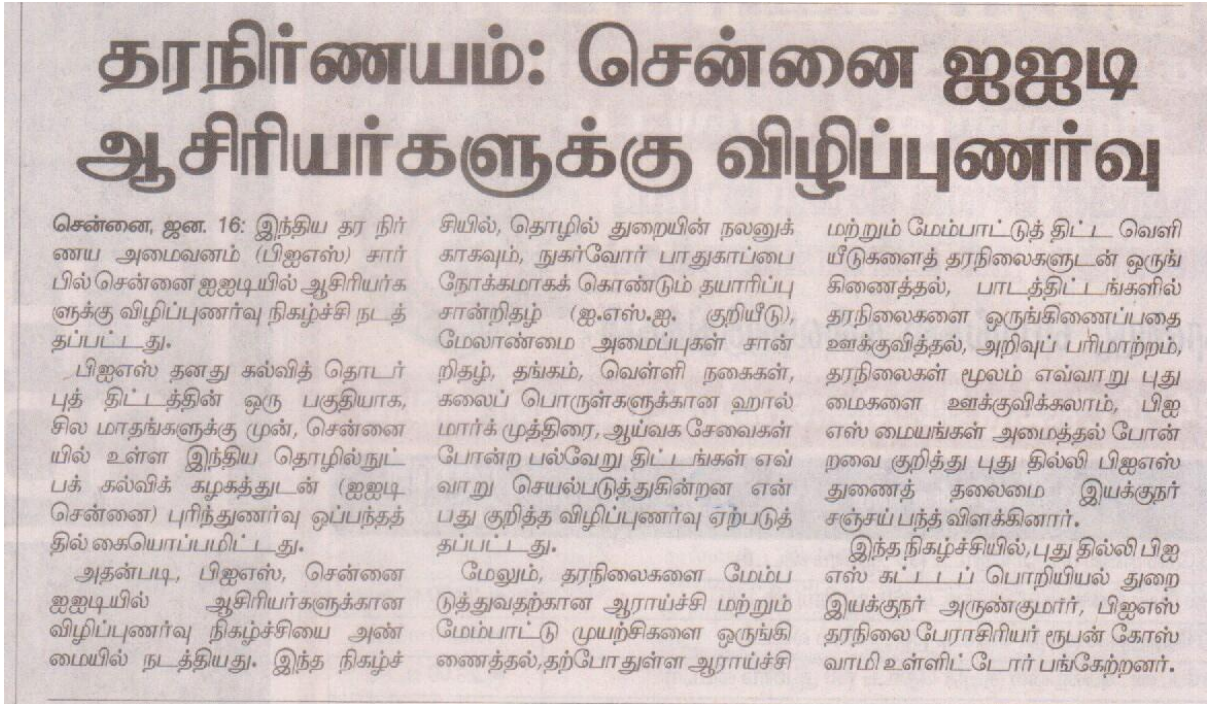 தரநிர்ணயம்: சென்னை ஐஐடி
ஆசிரியர்களுக்கு விழிப்புணர்வு
சென்னை, ஜன. 16: இந்திய தர நிர்
ணய அமைவனம் (பிஐஎஸ்) சார்
பில் சென்னை ஐஐடியில் ஆசிரியர்க
ளுக்கு விழிப்புணர்வு நிகழ்ச்சி நடத்
தப்பட்டது.
பிஐஎஸ் தனது கல்வித் தொடர்
புத் திட்டத்தின் ஒரு பகுதியாக,
சில மாதங்களுக்கு முன், சென்னை
யில் உள்ள இந்திய தொழில்நுட்
பக் கல்விக் கழகத்துடன் (ஐஐடி
சென்னை) புரிந்துணர்வு ஒப்பந்தத்
தில் கையொப்பமிட்டது.
அதன்படி, பிஐஎஸ், சென்னை
ஐஐடியில் ஆசிரியர்களுக்கான
விழிப்புணர்வு நிகழ்ச்சியை அண்
மையில் நடத்தியது. இந்த நிகழ்ச்
சியில், தொழில் துறையின் நலனுக்
காகவும், நுகர்வோர் பாதுகாப்பை
நோக்கமாகக் கொண்டும் தயாரிப்பு
சான்றிதழ் (ஐ.எஸ்.ஐ. குறியீடு),
மேலாண்மை அமைப்புகள் சான்
றிதழ், தங்கம், வெள்ளி நகைகள்,
கலைப் பொருள்களுக்கான ஹால்
மார்க் முத்திரை, ஆய்வக சேவைகள்
போன்ற பல்வேறு திட்டங்கள் எவ்
வாறு செயல்படுத்துகின்றன என்
பது குறித்த விழிப்புணர்வு ஏற்படுத்
தப்பட்டது.
மேலும், தரநிலைகளை மேம்ப
டுத்துவதற்கான ஆராய்ச்சி மற்றும்
மேம்பாட்டு முயற்சிகளை ஒருங்கி
ணைத்தல்,தற்போதுள்ள ஆராய்ச்சி
மற்றும் மேம்பாட்டுத் திட்ட வெளி
யீடுகளைத் தரநிலைகளுடன் ஒருங்
கிணைத்தல், பாடத்திட்டங்களில்
தரநிலைகளை ஒருங்கிணைப்பதை
ஊக்குவித்தல், அறிவுப் பரிமாற்றம்,
தரநிலைகள் மூலம் எவ்வாறு புது
மைகளை ஊக்குவிக்கலாம், பிஐ
எஸ் மையங்கள் அமைத்தல் போன்
றவை குறித்து புது தில்லி பிஐஎஸ்
துணைத் தலைமை இயக்குநர்
சஞ்சய் பந்த் விளக்கினார்.
இந்த நிகழ்ச்சியில், புது தில்லி பிஐ
எஸ் கட்டடப் பொறியியல் துறை
இயக்குநர் அருண்குமார், பிஐஎஸ்
தரநிலை பேராசிரியர் ரூபன் கோஸ்
வாமி உள்ளிட்டோர் பங்கேற்றனர்.